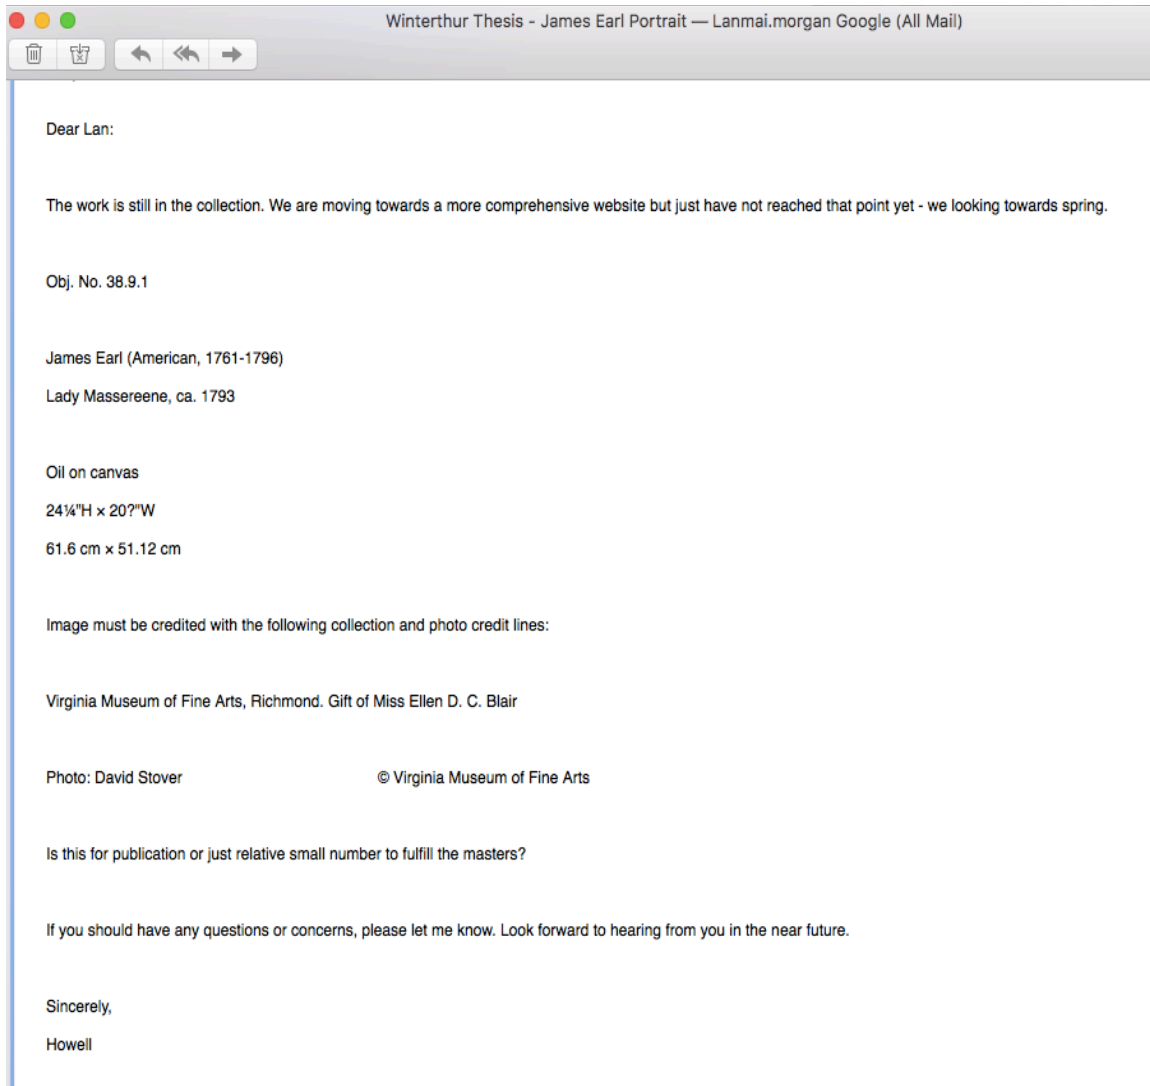 Winterthur Thesis - James Earl Portrait — Lanmai.morgan Google (All Mail)
Dear Lan:
The work is still in the collection. We are moving towards a more comprehensive website but just have not reached that point yet - we looking towards spring.
Obj. No. 38.9.1
James Earl (American, 1761-1796)
Lady Massereene, ca. 1793
Oil on canvas
24¼"H × 20?"W
61.6 cm × 51.12 cm
Image must be credited with the following collection and photo credit lines:
Virginia Museum of Fine Arts, Richmond. Gift of Miss Ellen D. C. Blair
Photo: David Stover © Virginia Museum of Fine Arts
Is this for publication or just relative small number to fulfill the masters?
If you should have any questions or concerns, please let me know. Look forward to hearing from you in the near future.
Sincerely,
Howell